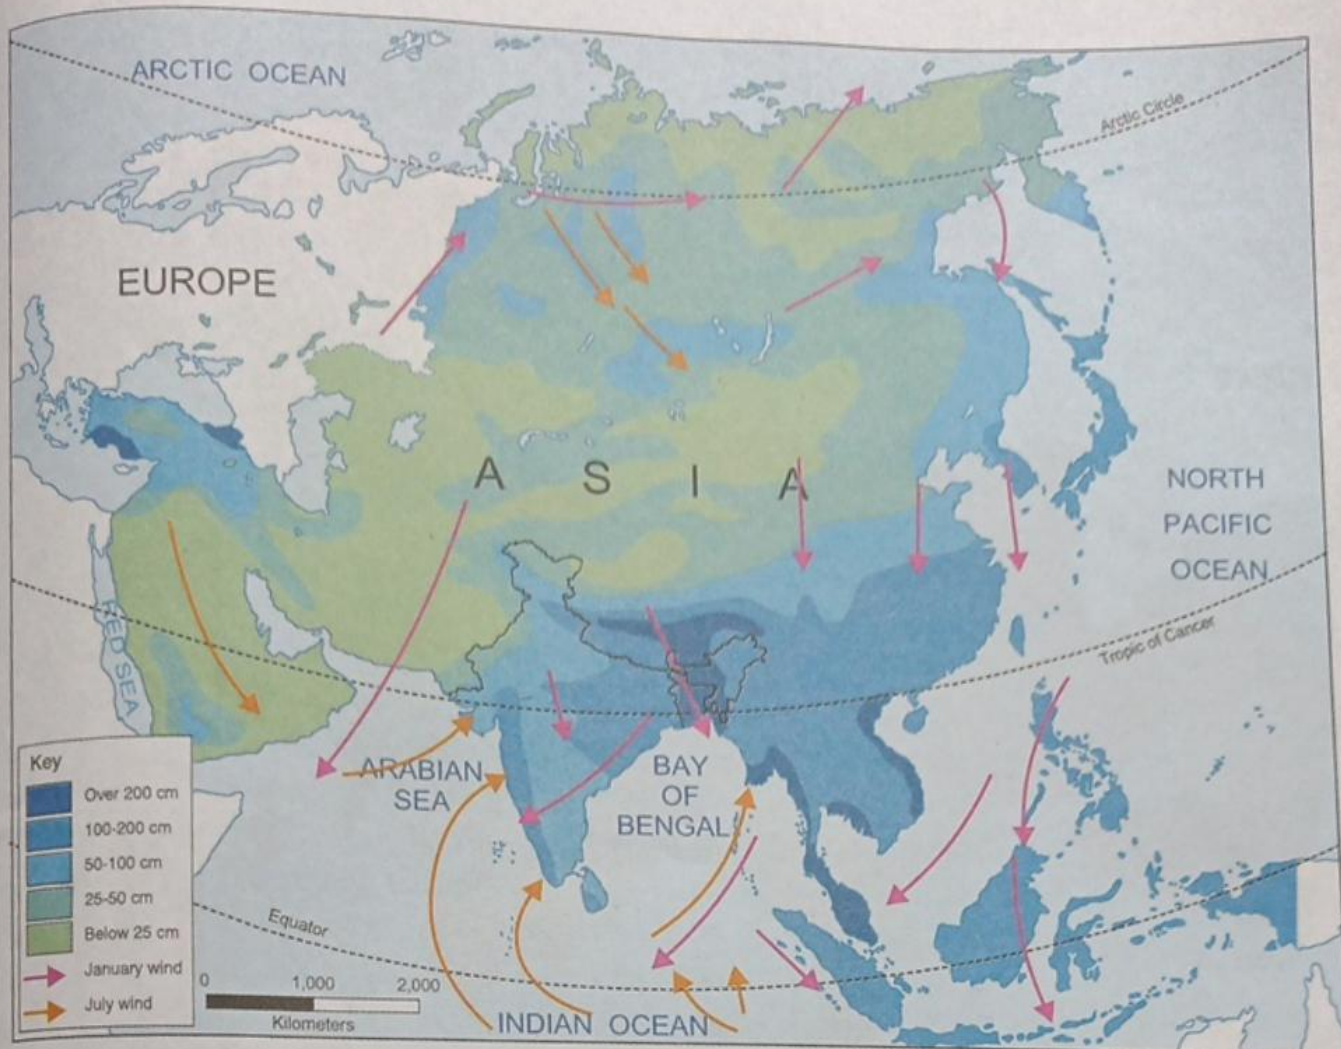 ARCTIC OCEAN
Arctic Circle
EUROPE
A S I A
NORTH
PACIFIC
OCEAN
RED SEA
Tropic of Cancer
ARABIAN
SEA
BAY
OF
BENGAL
Equator
INDIAN OCEAN
Key
Over 200 cm
100-200 cm
50-100 cm
25-50 cm
Below 25 cm
January wind
July wind
0 1,000 2,000
Kilometers